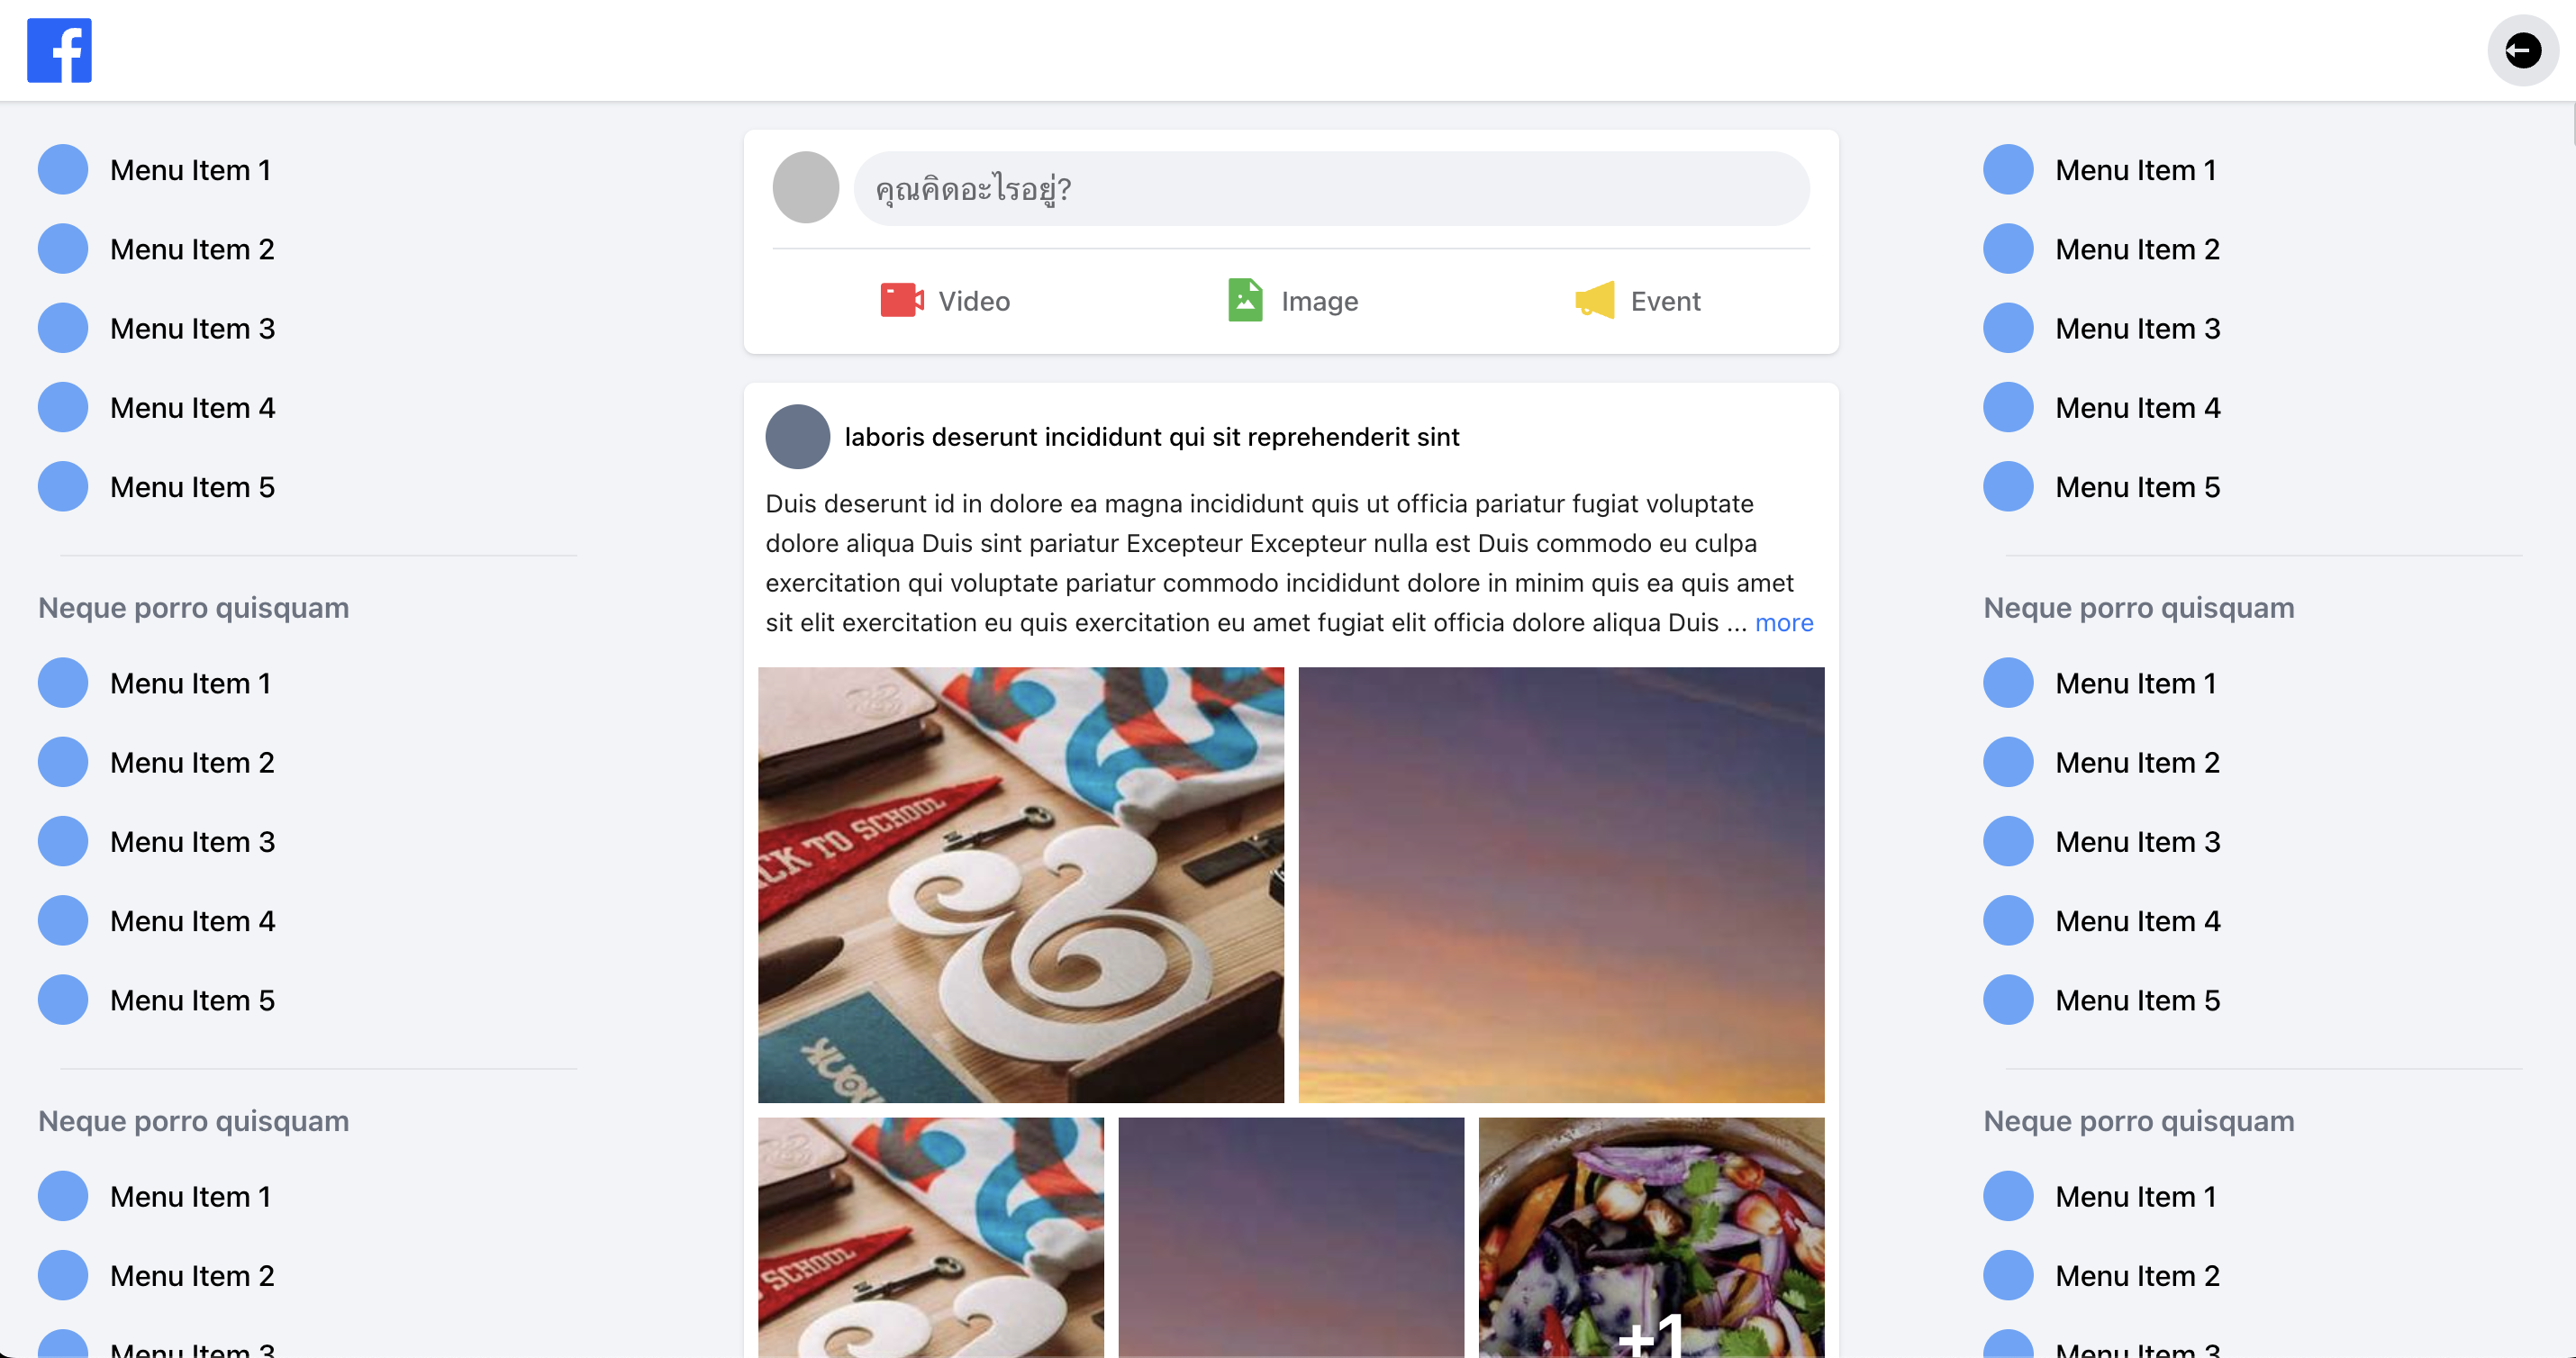 Menu Item 1
Menu Item 2
Menu Item 3
Menu Item 4
Menu Item 5
Neque porro quisquam
Menu Item 1
Menu Item 2
Menu Item 3
Menu Item 4
Menu Item 5
Neque porro quisquam
Menu Item 1
Menu Item 2
Menu Item 3
คุณคิดอะไรอยู่?
Video
Image
Event
laboris deserunt incididunt qui sit reprehenderit sint
Duis deserunt id in dolore ea magna incididunt quis ut officia pariatur fugiat voluptate
dolore aliqua Duis sint pariatur Excepteur Excepteur nulla est Duis commodo eu culpa
exercitation qui voluptate pariatur commodo incididunt dolore in minim quis ea quis amet
sit elit exercitation eu quis exercitation eu amet fugiat elit officia dolore aliqua Duis ... more
CK TO SCHOOL
&
SCHOOL
+1
Menu Item 1
Menu Item 2
Menu Item 3
Menu Item 4
Menu Item 5
Neque porro quisquam
Menu Item 1
Menu Item 2
Menu Item 3
Menu Item 4
Menu Item 5
Neque porro quisquam
Menu Item 1
Menu Item 2
Menu Item 3